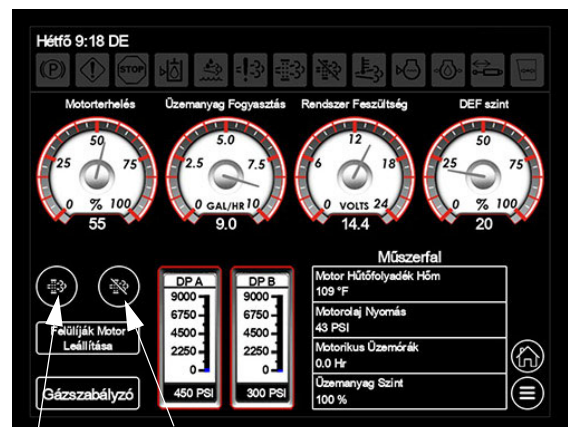 Hétfő 9:18 DE
(P) STOP
Motorterhelés Üzemanyag Fogyasztás Rendszer Feszültség DEF szint
0 25 50 75 100 %
55
0 2.5 5.0 7.5 10 GAL/HR
9.0
0 6 12 18 24 VOLTS
14.4
0 25 50 75 100 %
20
Műszerfal
Motor Hűtőfolyadék Hőm
109 °F
Motorolaj Nyomás
43 PSI
Motorikus Üzemórák
0.0 Hr
Üzemanyag Szint
100 %
DP A
9000
6750
4500
2250
0
450 PSI
DP B
9000
6750
4500
2250
0
300 PSI
Felülíják Motor
Leállítása
Gázszabályzó